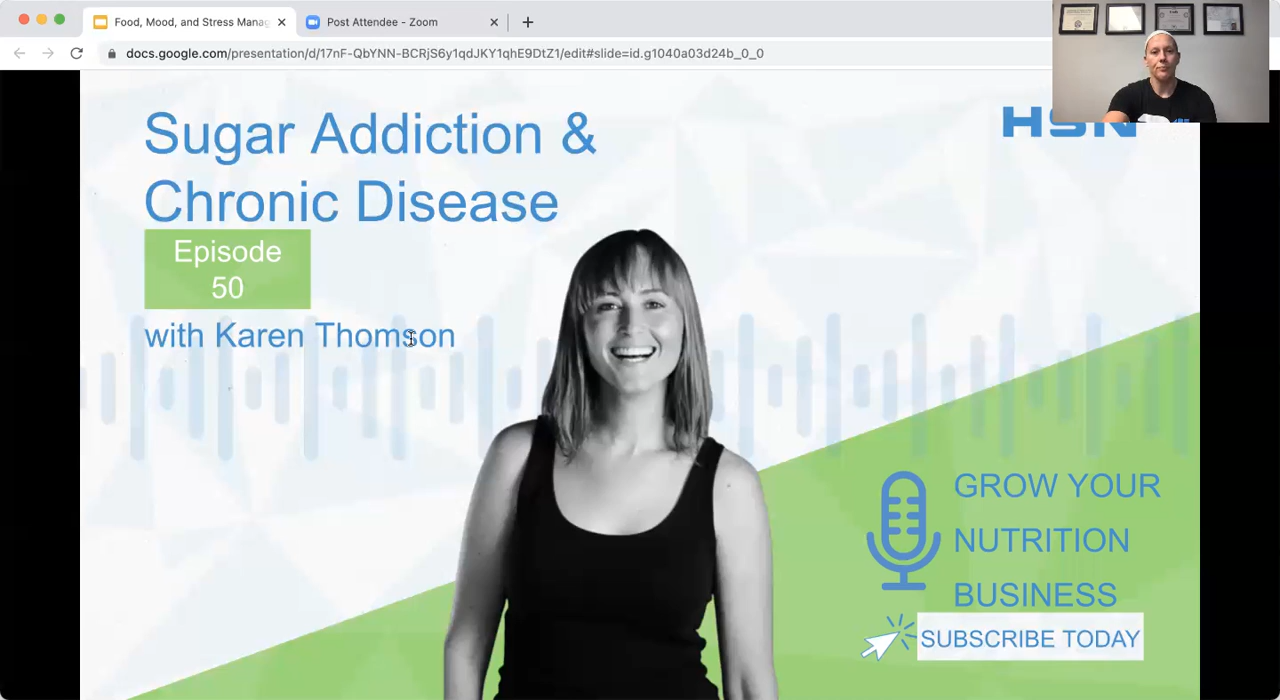 Food, Mood, and Stress Manag
Post Attendee - Zoom
docs.google.com/presentation/d/17nF-QbYNN-BCRjS6y1qdJKY1qhE9DtZ1/edit#slide=id.g1040a03d24b_0_0
Sugar Addiction &
Chronic Disease
HSN
Episode
50
with Karen Thomson
GROW YOUR
NUTRITION
BUSINESS
SUBSCRIBE TODAY